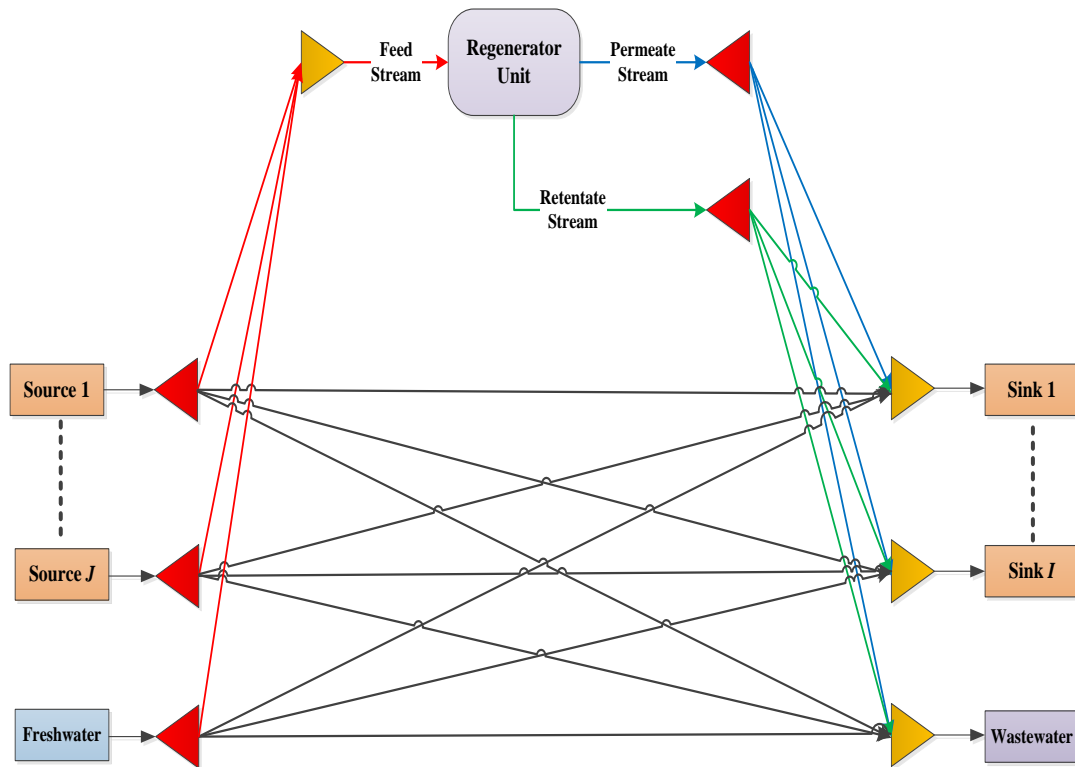 Feed
Stream
Regenerator
Unit
Permeate
Stream
Retentate
Stream
Source 1
Sink 1
Source J
Sink I
Freshwater
Wastewater